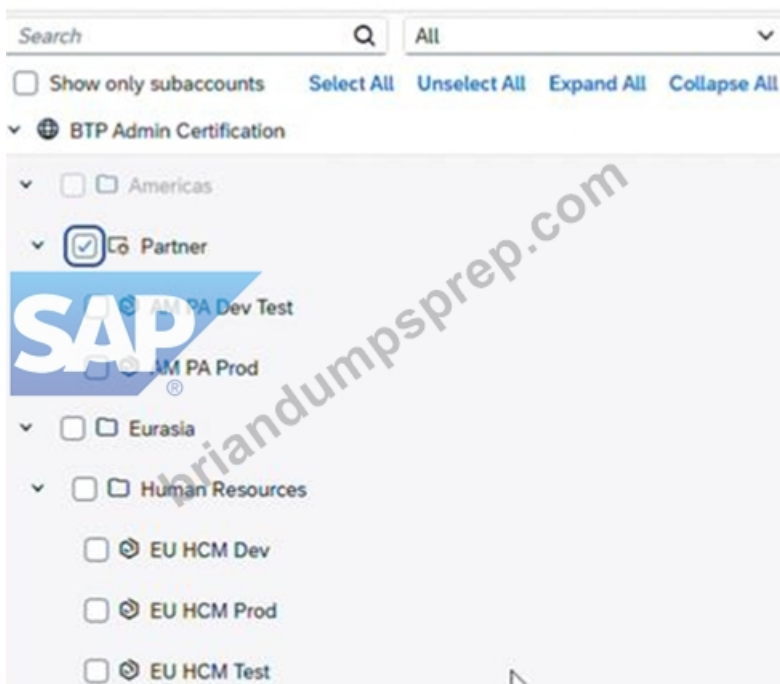 Search All
Show only subaccounts Select All Unselect All Expand All Collapse All
BTP Admin Certification
Americas
Partner
AM PA Dev Test
AM PA Prod
Eurasia
Human Resources
EU HCM Dev
EU HCM Prod
EU HCM Test
SAP
®
briandumpsprep.com